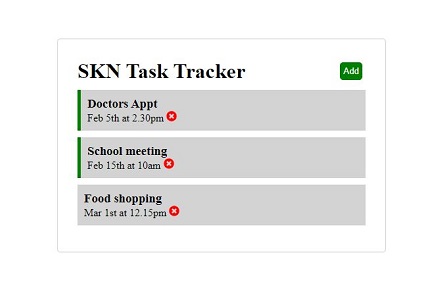 SKN Task Tracker
Add
Doctors Appt
Feb 5th at 2.30pm
School meeting
Feb 15th at 10am
Food shopping
Mar 1st at 12.15pm